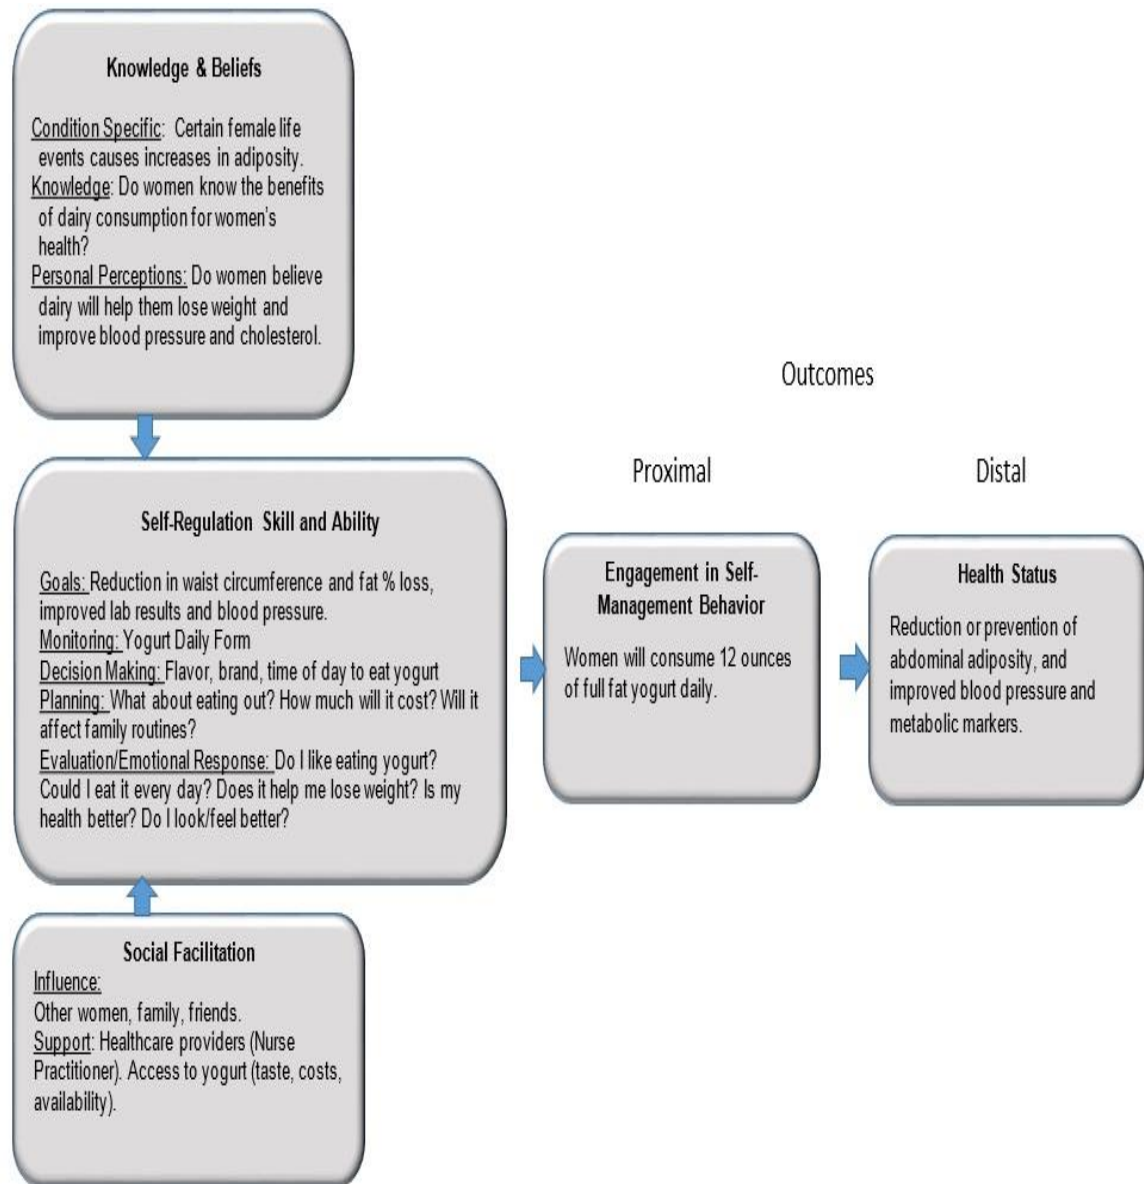 Knowledge & Beliefs
Condition Specific: Certain female life
events causes increases in adiposity.
Knowledge: Do women know the benefits
of dairy consumption for women's
health?
Personal Perceptions: Do women believe
dairy will help them lose weight and
improve blood pressure and cholesterol.
Outcomes
Proximal
Distal
Self-Regulation Skill and Ability
Goals: Reduction in waist circumference and fat % loss,
improved lab results and blood pressure.
Monitoring: Yogurt Daily Form
Decision Making: Flavor, brand, time of day to eat yogurt
Planning: What about eating out? How much will it cost? Will it
affect family routines?
Evaluation/Emotional Response: Do I like eating yogurt?
Could I eat it every day? Does it help me lose weight? Is my
health better? Do I look/feel better?
Engagement in Self-
Management Behavior
Women will consume 12 ounces
of full fat yogurt daily.
Health Status
Reduction or prevention of
abdominal adiposity, and
improved blood pressure and
metabolic markers.
Social Facilitation
Influence:
Other women, family, friends.
Support: Healthcare providers (Nurse
Practitioner). Access to yogurt (taste, costs,
availability).